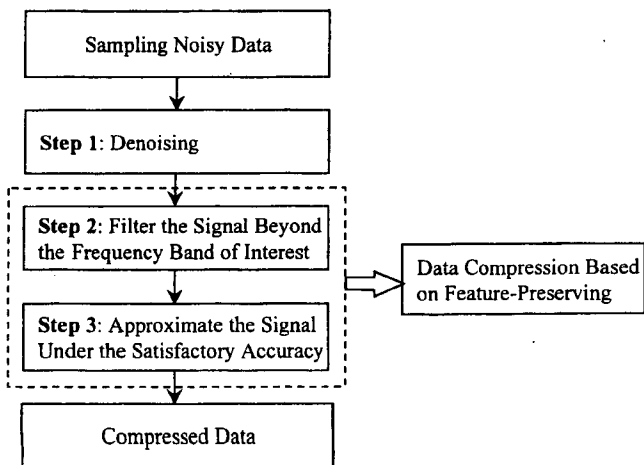 Sampling Noisy Data
Step 1: Denoising
Step 2: Filter the Signal Beyond
the Frequency Band of Interest
Step 3: Approximate the Signal
Under the Satisfactory Accuracy
Compressed Data
Data Compression Based
on Feature-Preserving